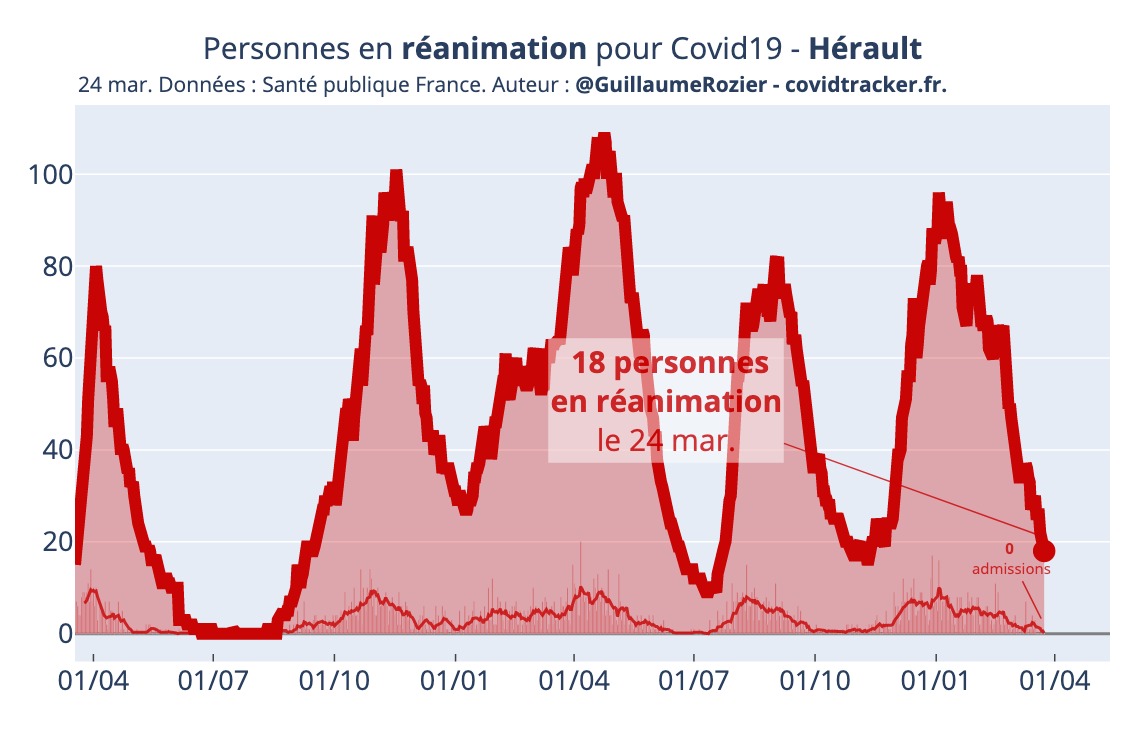 Personnes en réanimation pour Covid19 - Hérault
24 mar. Données : Santé publique France. Auteur : @GuillaumeRozier - covidtracker.fr.
100
80
60
40
20
0
18 personnes
en réanimation
le 24 mar.
0
admissions
01/04 01/07 01/10 01/01 01/04 01/07 01/10 01/01 01/04